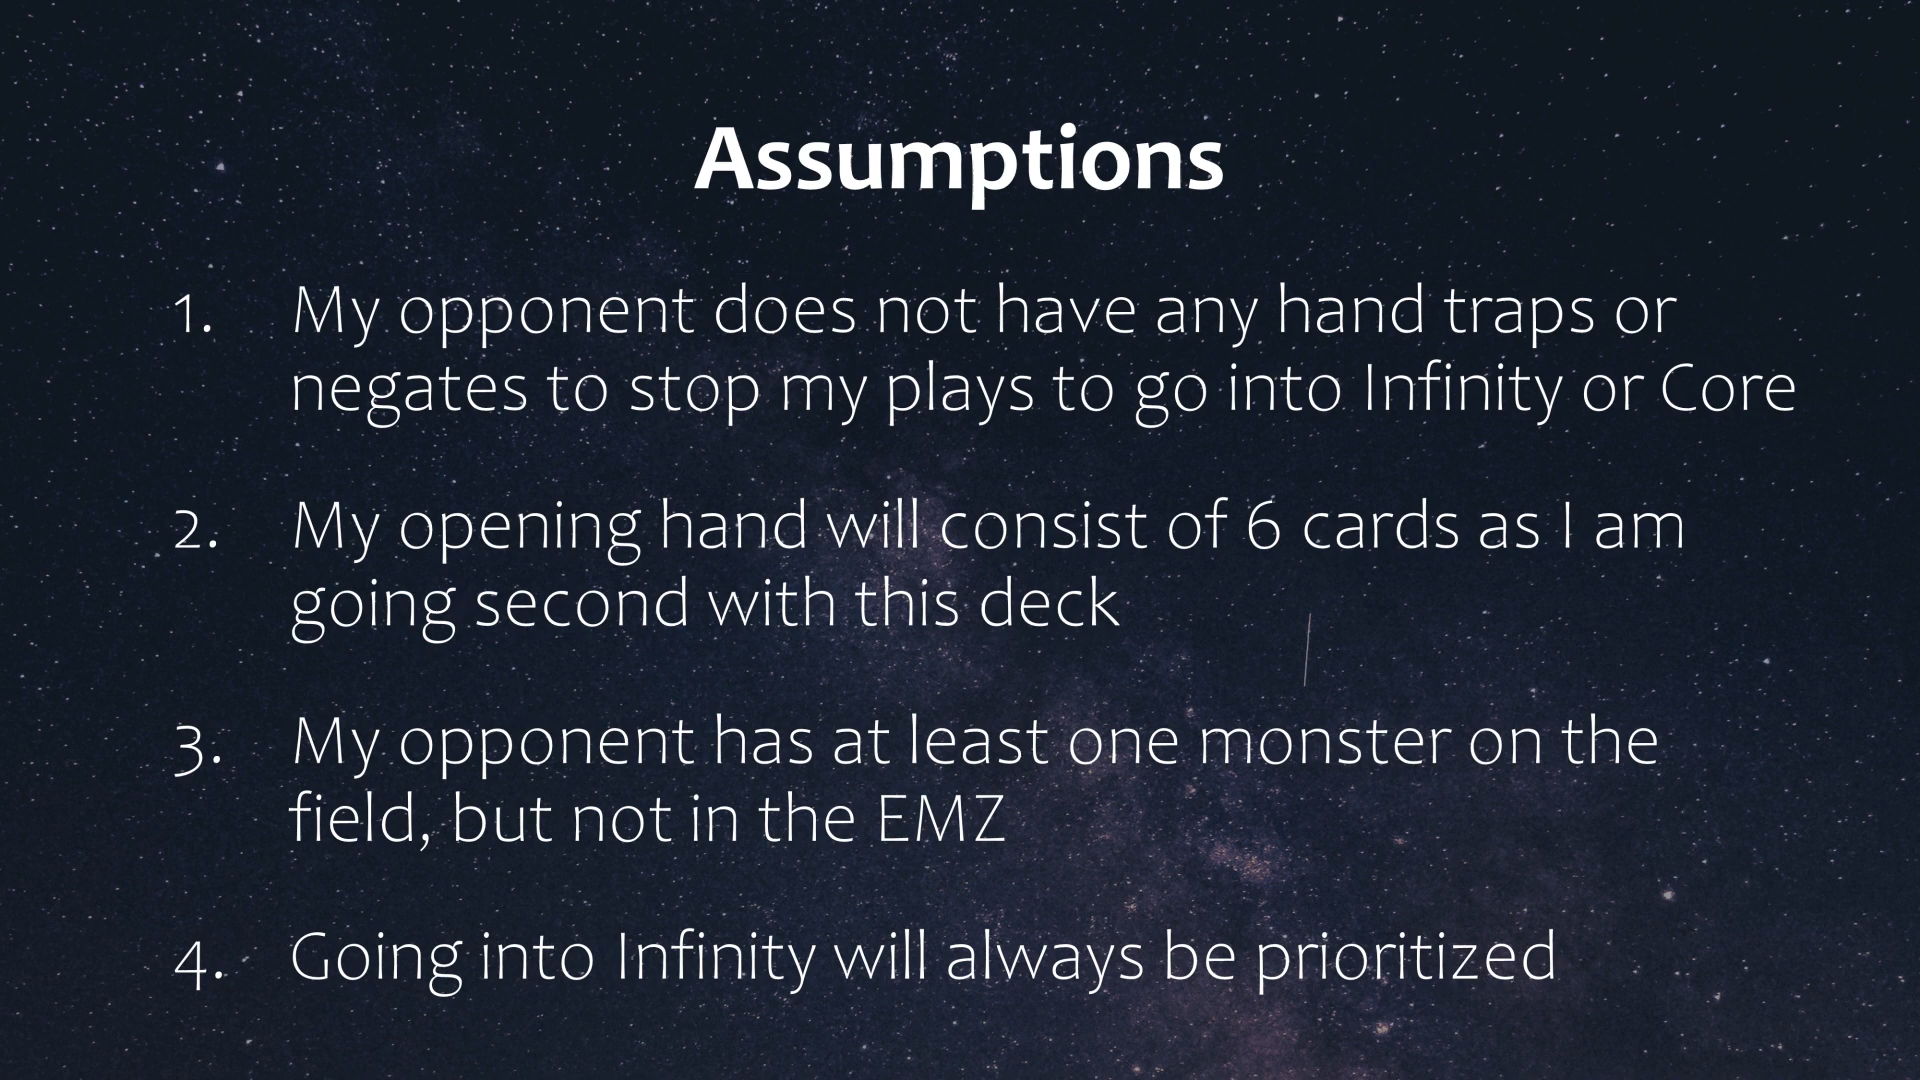 Assumptions
1. My opponent does not have any hand traps or
negates to stop my plays to go into Infinity or Core
2. My opening hand will consist of 6 cards as I am
going second with this deck
3. My opponent has at least one monster on the
field, but not in the EMZ
4. Going into Infinity will always be prioritized